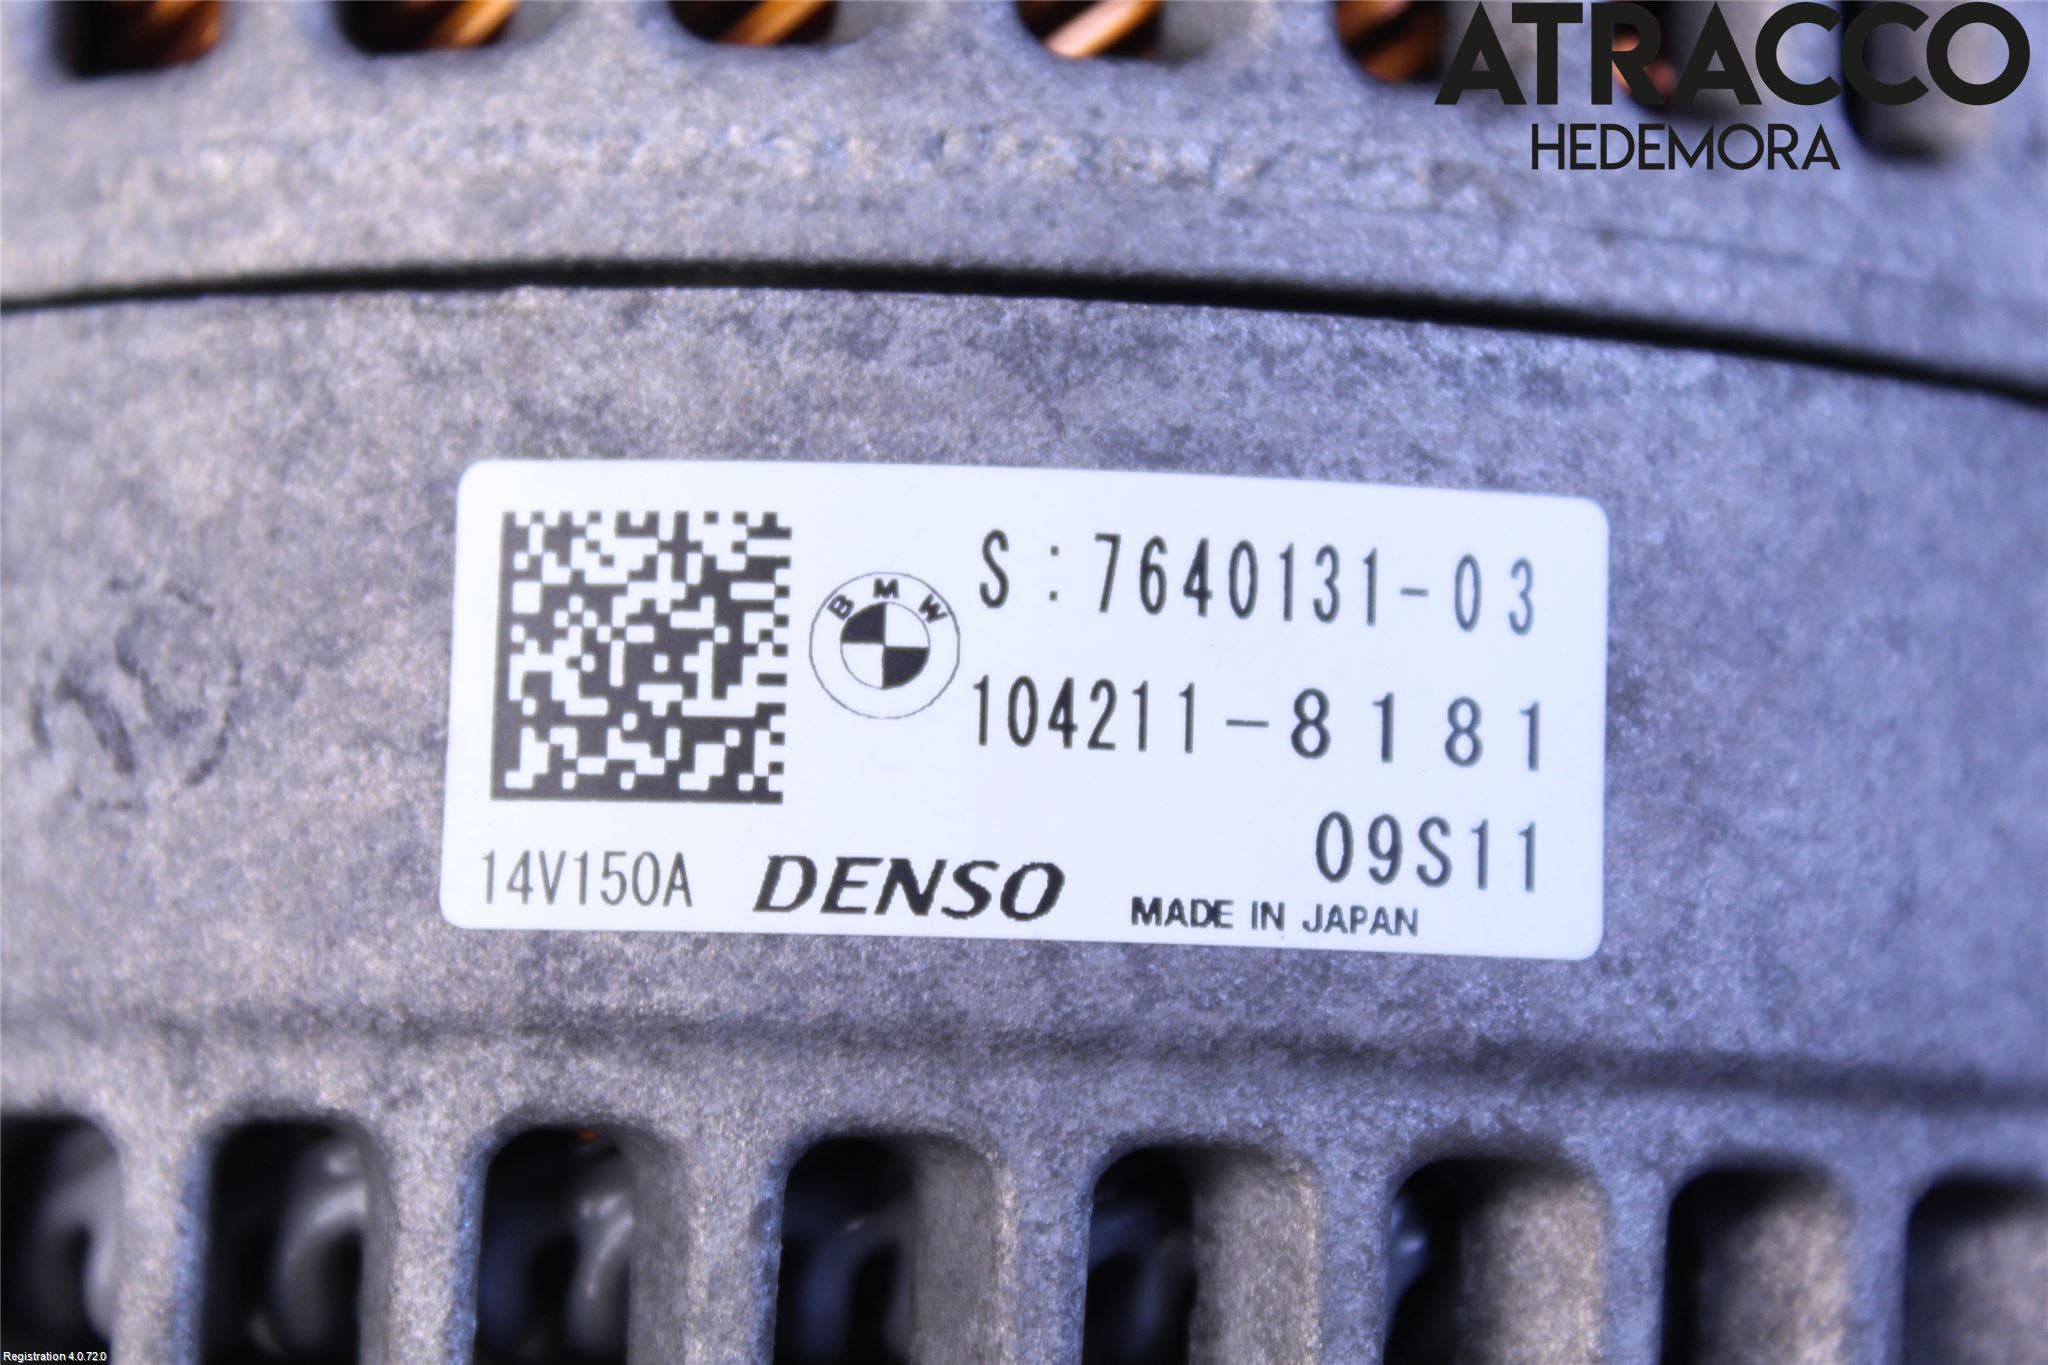 ATRACCO
HEDEMORA
BMW
S:7640131-03
104211-8181
09S11
14V150A DENSO MADE IN JAPAN
Registration 4.0.72.0